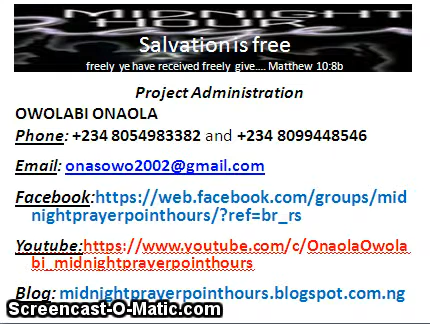 MIDNIGHT
HOUR
Salvation is free
freely ye have received freely give.... Matthew 10:8b
Project Administration
OWOLABI ONAOLA
Phone: +234 8054983382 and +234 8099448546
Email: onasowo2002@gmail.com
Facebook:https://web.facebook.com/groups/mid
nightprayerpointhours/?ref=br_rs
Youtube:https://www.youtube.com/c/OnaolaOwola
bi_midnightprayerpointhours
Blog: midnightprayerpointhours.blogspot.com.ng
Screencast-O-Matic.com